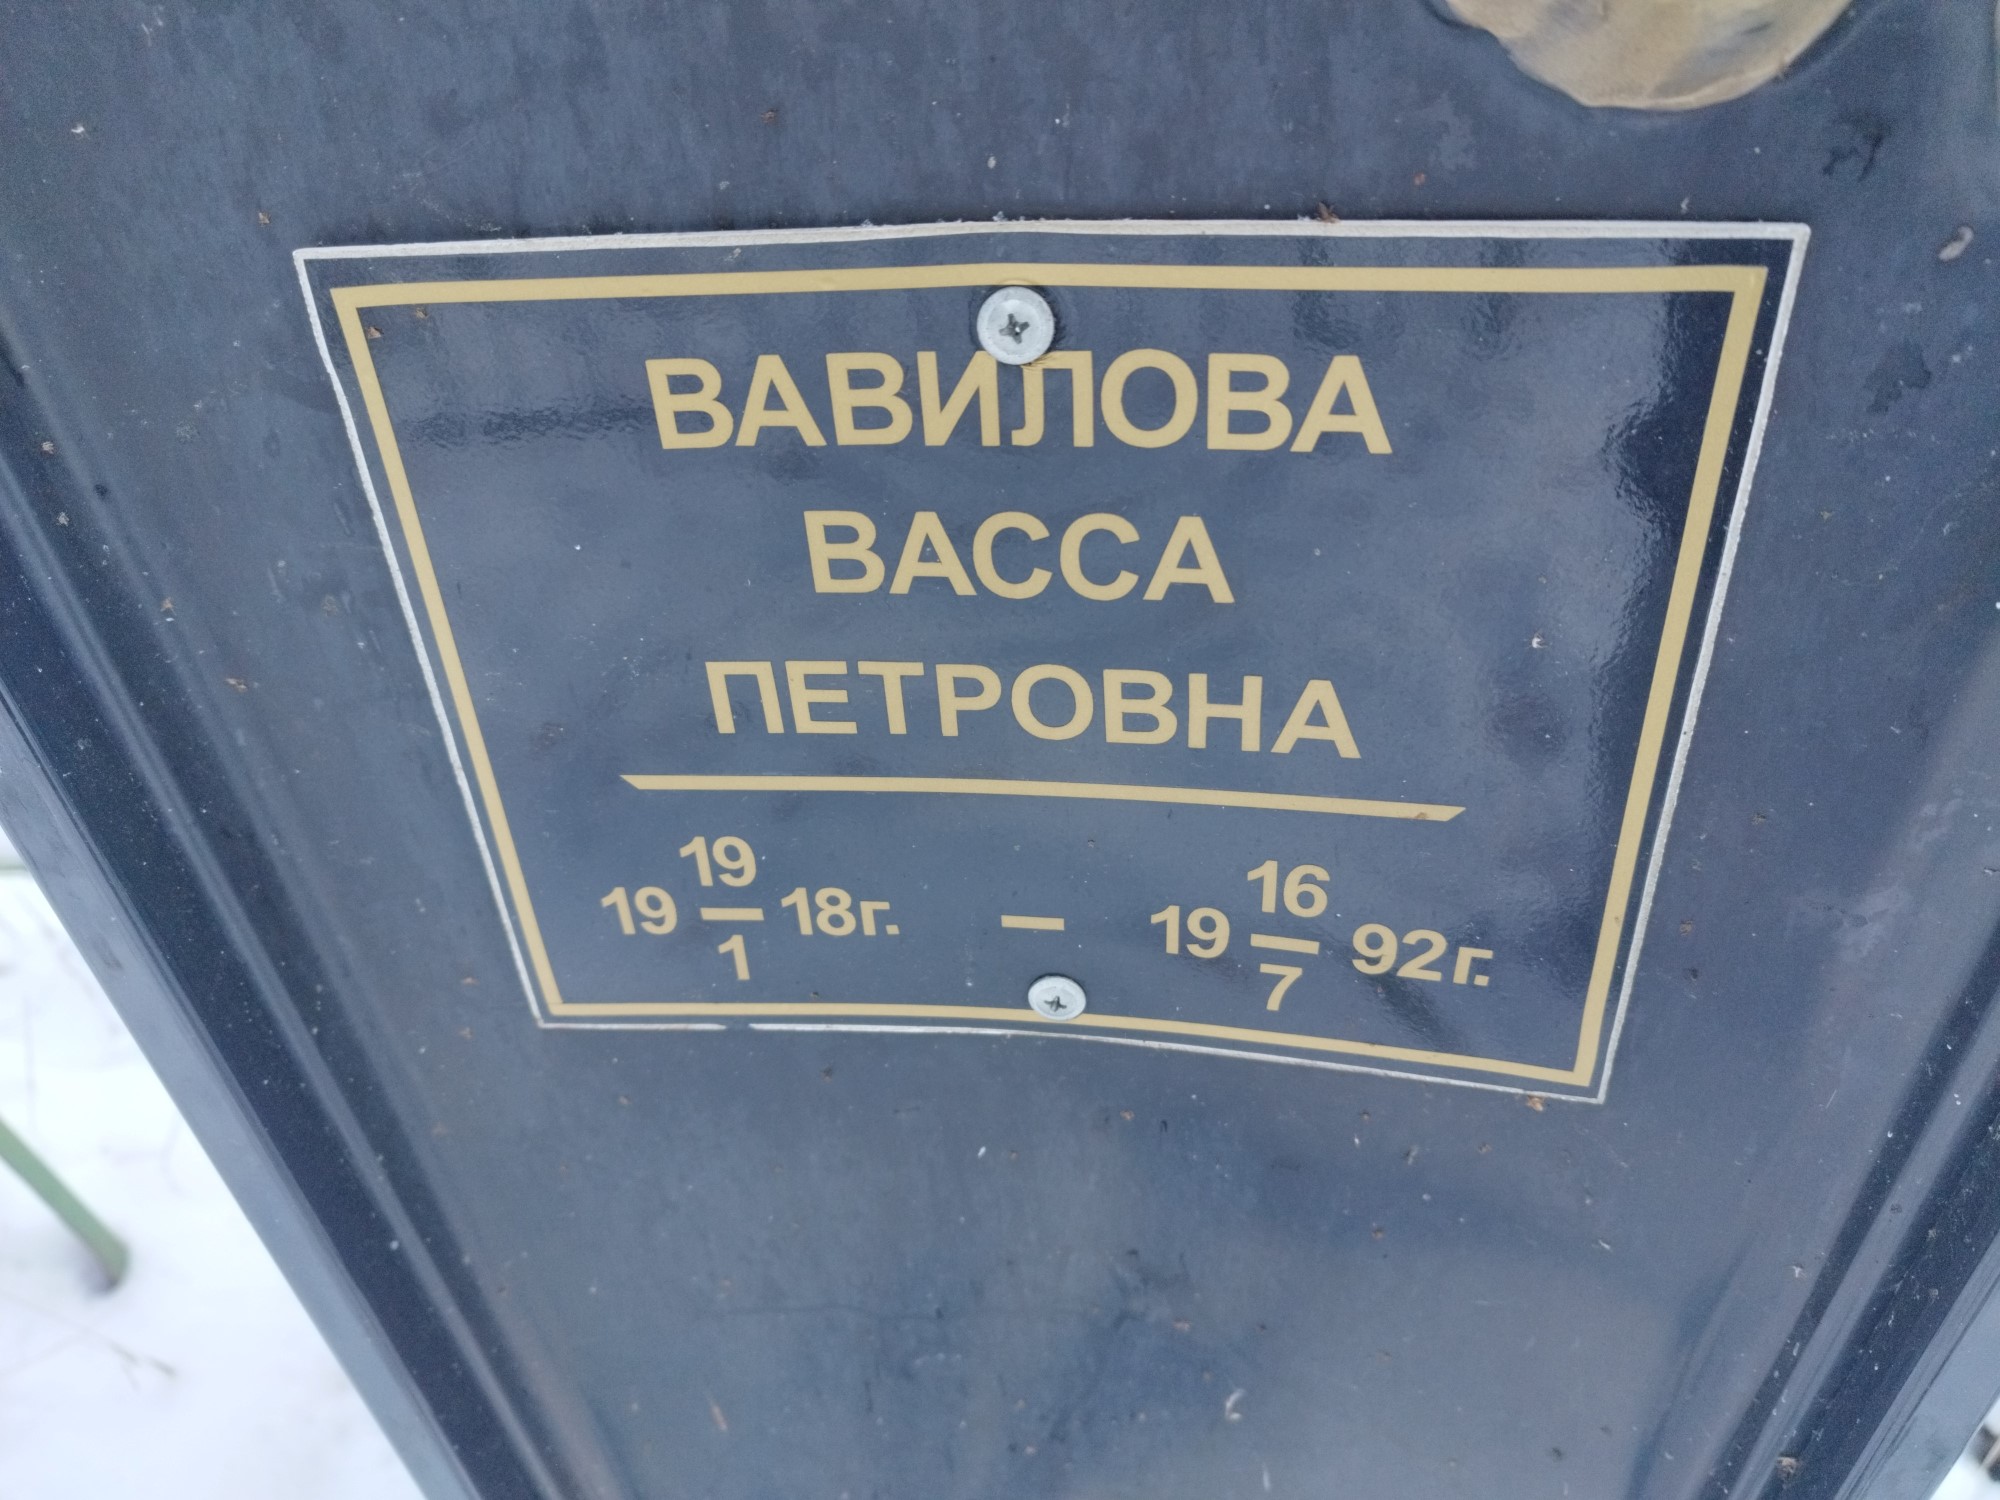 ВАВИЛОВА
ВАССА
ПЕТРОВНА
19 19/1 18г. — 19 16/7 92г.